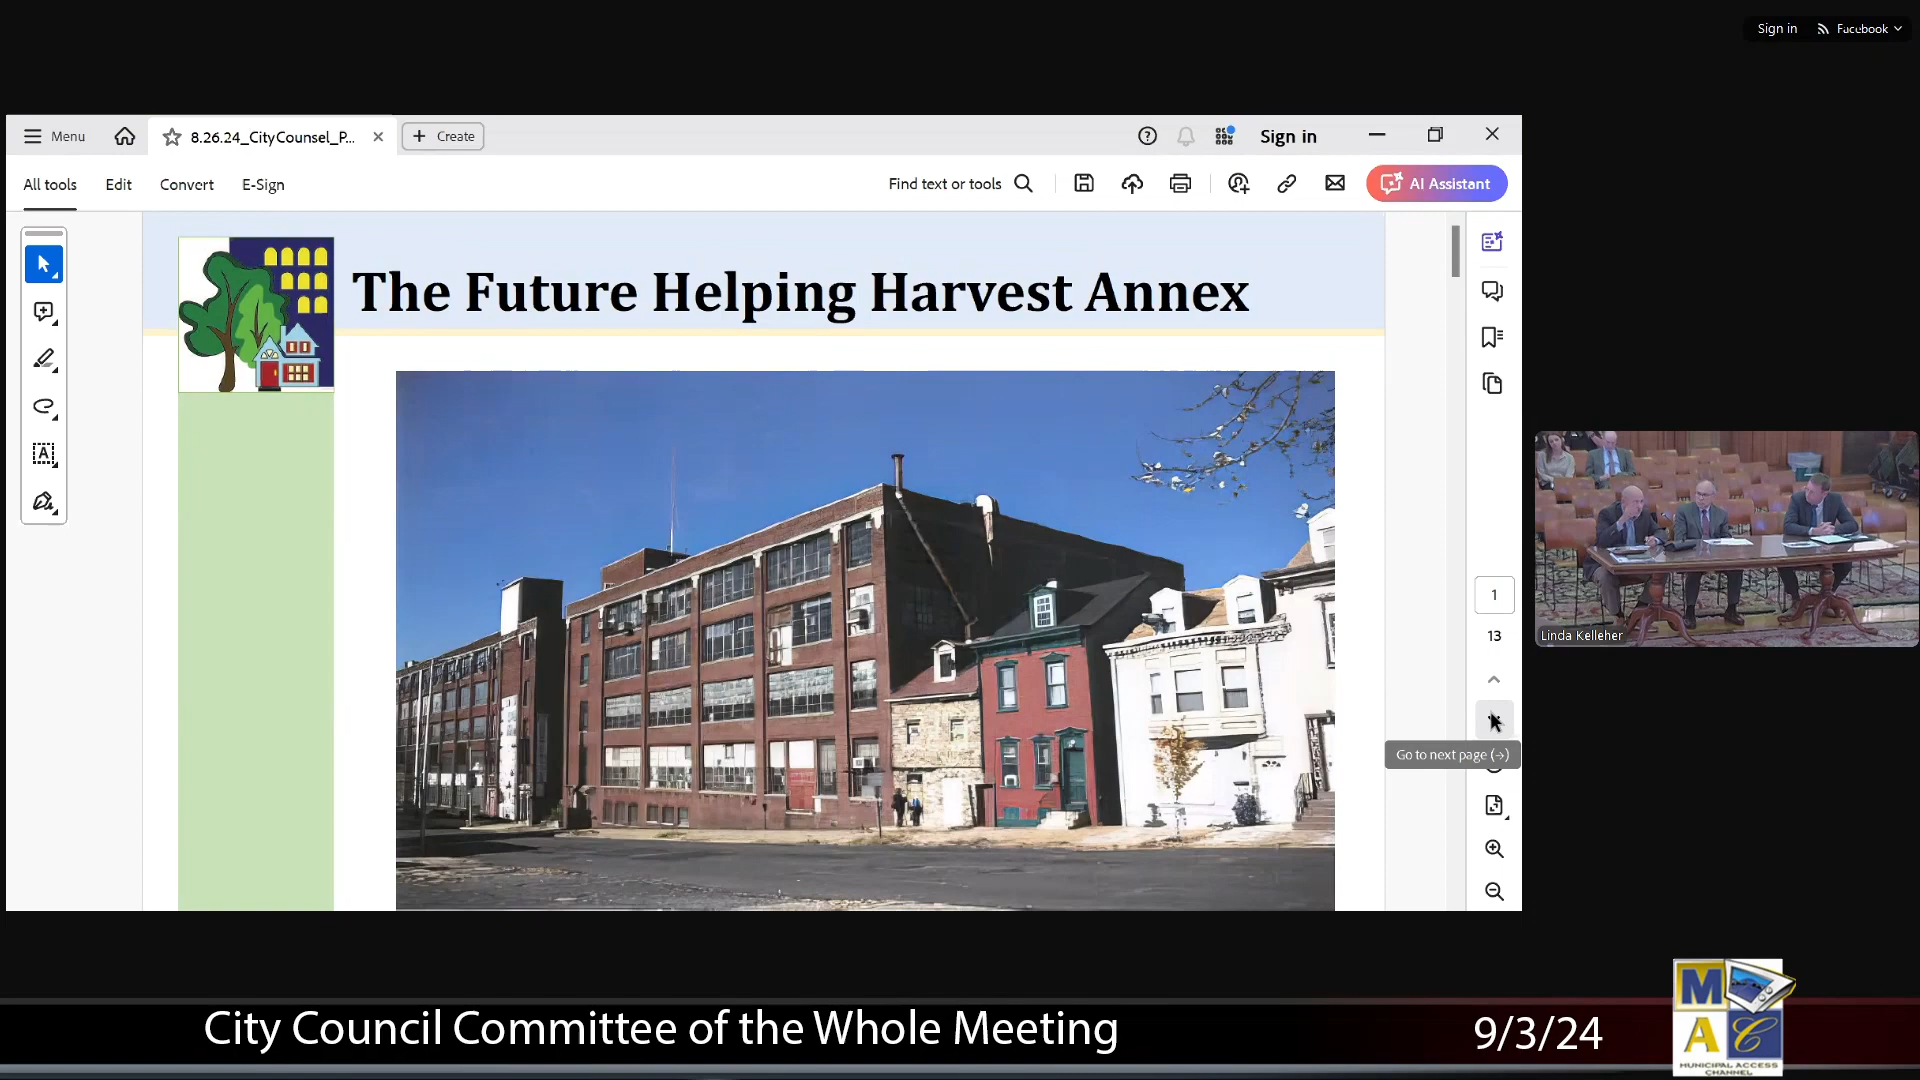 Sign in Facebook
Menu 8.26.24_CityCounsel_P... Create Sign in
All tools Edit Convert E-Sign Find text or tools AI Assistant
The Future Helping Harvest Annex
1
13
Linda Kelleher
Go to next page (→)
City Council Committee of the Whole Meeting 9/3/24
M
A C
MUNICIPAL ACCESS
CHANNEL